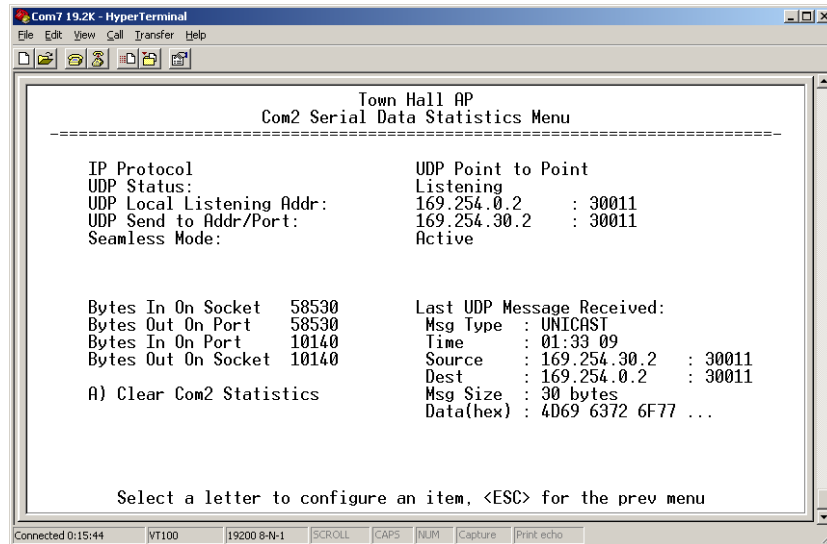 Com7 19.2K - HyperTerminal
File Edit View Call Transfer Help
Town Hall AP
Com2 Serial Data Statistics Menu
-==========================================================================-
IP Protocol UDP Point to Point
UDP Status: Listening
UDP Local Listening Addr: 169.254.0.2 : 30011
UDP Send to Addr/Port: 169.254.30.2 : 30011
Seamless Mode: Active
Bytes In On Socket 58530 Last UDP Message Received:
Bytes Out On Port 58530 Msg Type : UNICAST
Bytes In On Port 10140 Time : 01:33 09
Bytes Out On Socket 10140 Source : 169.254.30.2 : 30011
Dest : 169.254.0.2 : 30011
A) Clear Com2 Statistics Msg Size : 30 bytes
Data(hex) : 4D69 6372 6F77 ...
Select a letter to configure an item, <ESC> for the prev menu
Connected 0:15:44 VT100 19200 8-N-1 SCROLL CAPS NUM Capture Print echo